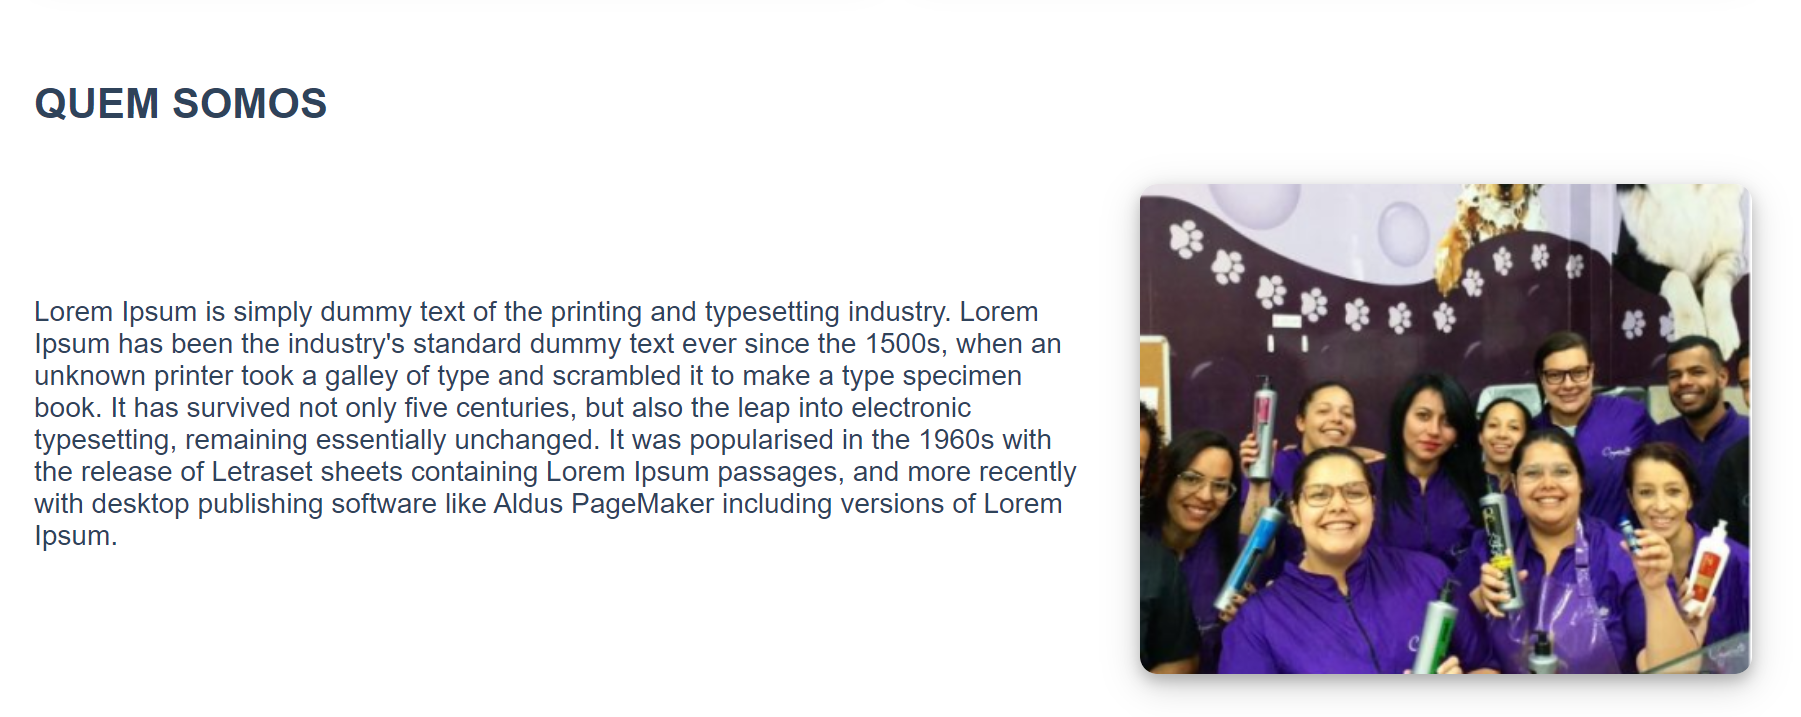 QUEM SOMOS
Lorem Ipsum is simply dummy text of the printing and typesetting industry. Lorem
Ipsum has been the industry's standard dummy text ever since the 1500s, when an
unknown printer took a galley of type and scrambled it to make a type specimen
book. It has survived not only five centuries, but also the leap into electronic
typesetting, remaining essentially unchanged. It was popularised in the 1960s with
the release of Letraset sheets containing Lorem Ipsum passages, and more recently
with desktop publishing software like Aldus PageMaker including versions of Lorem
Ipsum.